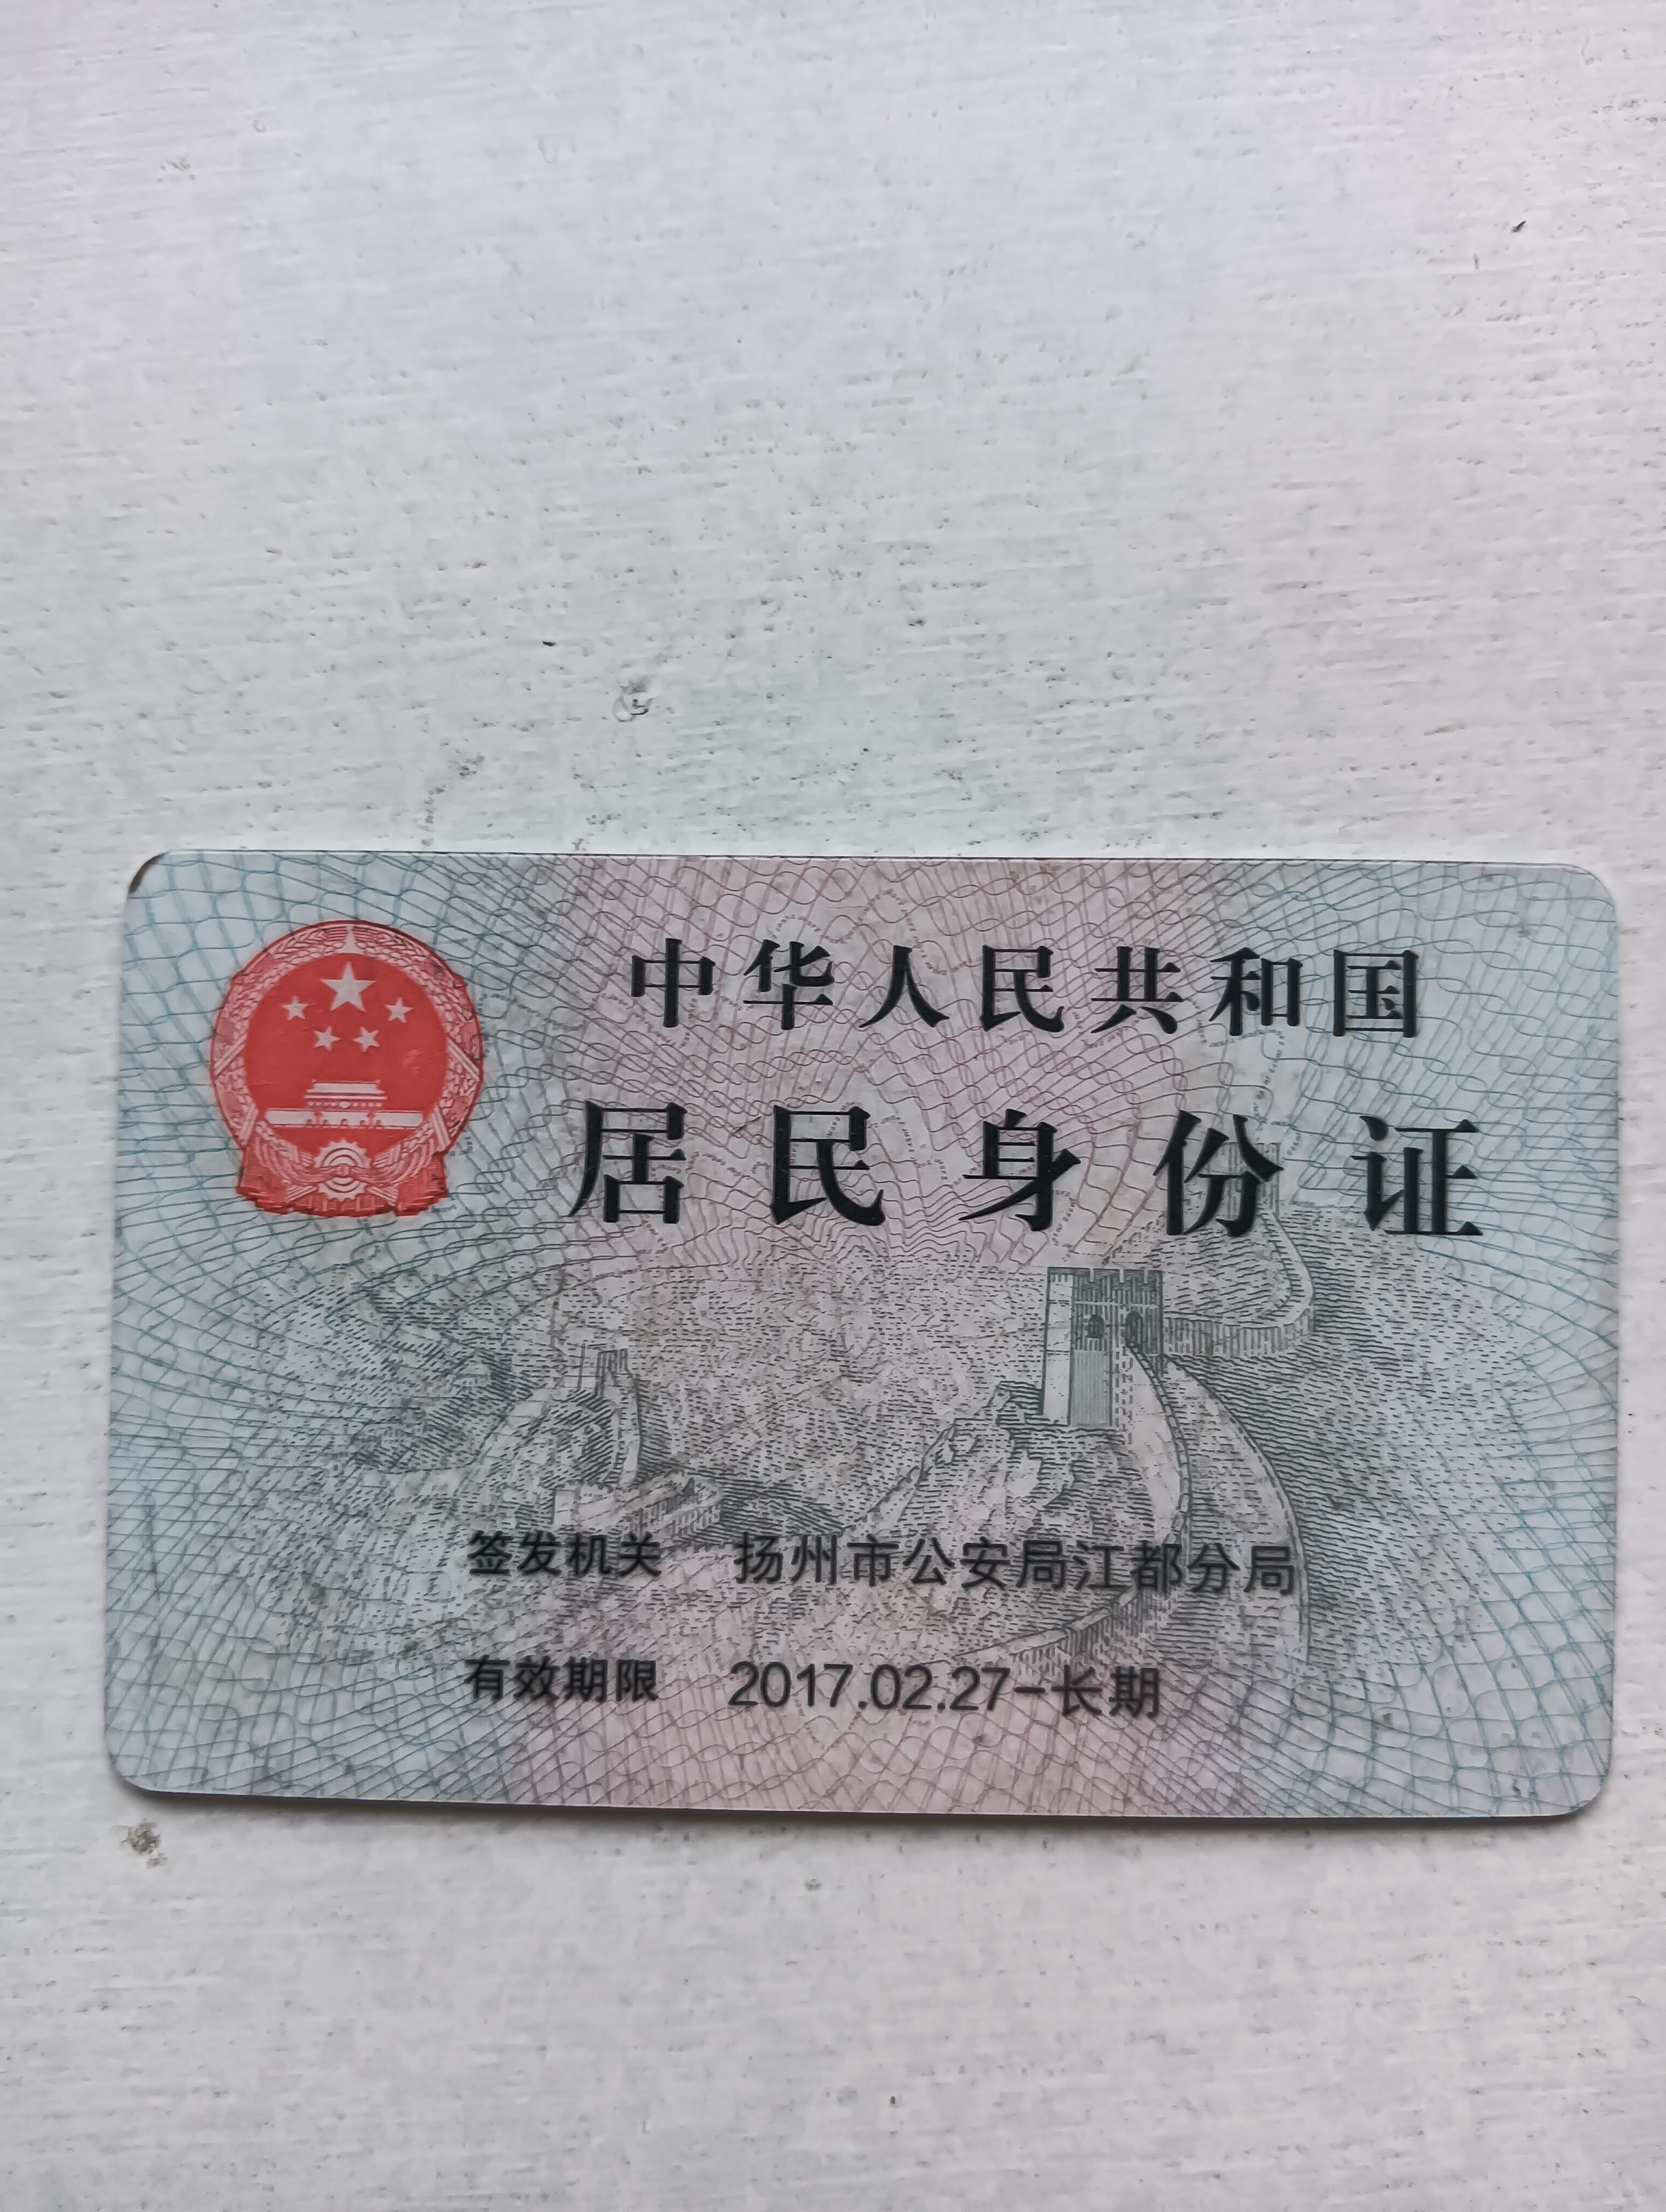 中华人民共和国
居民身份证
签发机关 扬州市公安局江都分局
有效期限 2017.02.27-长期